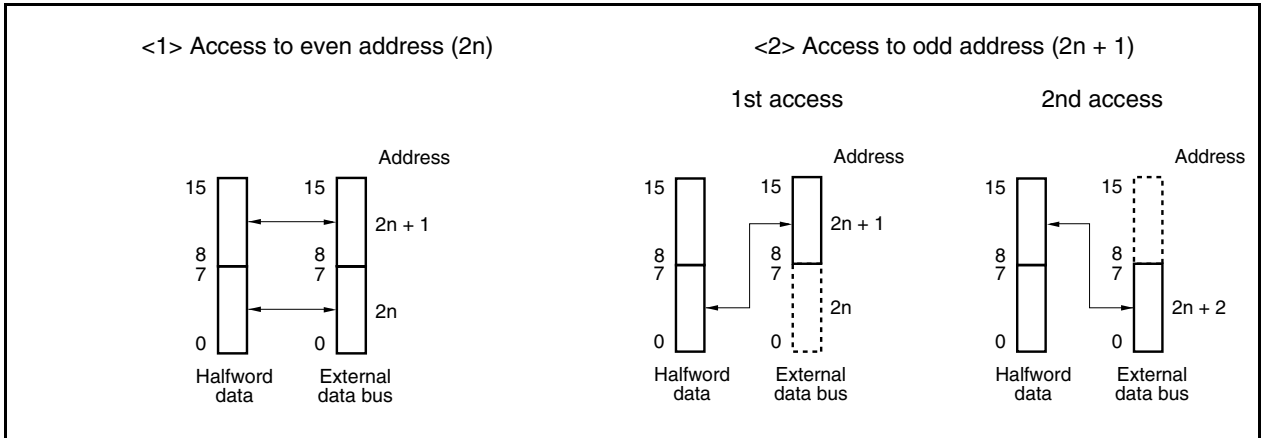 <1> Access to even address (2n)
Address
15 15
2n + 1
8 8
7 7
2n
0 0
Halfword data
External data bus
<2> Access to odd address (2n + 1)
1st access
Address
15 15
2n + 1
8 8
7 7
2n
0 0
Halfword data
External data bus
2nd access
Address
15 15
8 8
7 7
2n + 2
0 0
Halfword data
External data bus